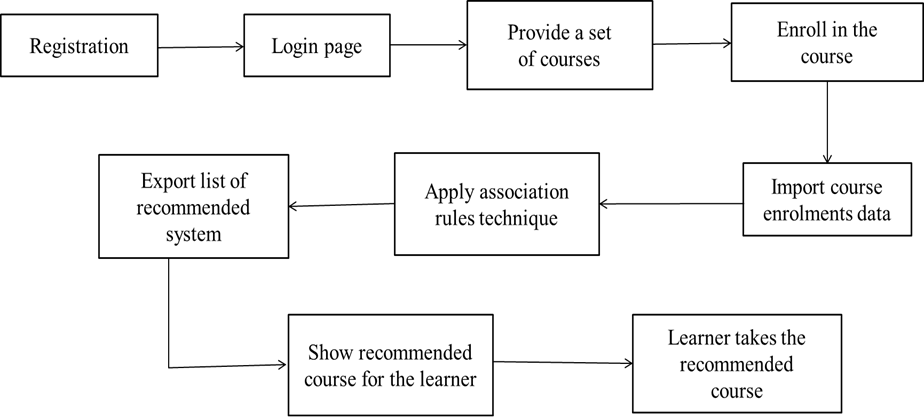 Registration
Login page
Provide a set
of courses
Enroll in the
course
Import course
enrolments data
Apply association
rules technique
Export list of
recommended
system
Show recommended
course for the learner
Learner takes the
recommended
course